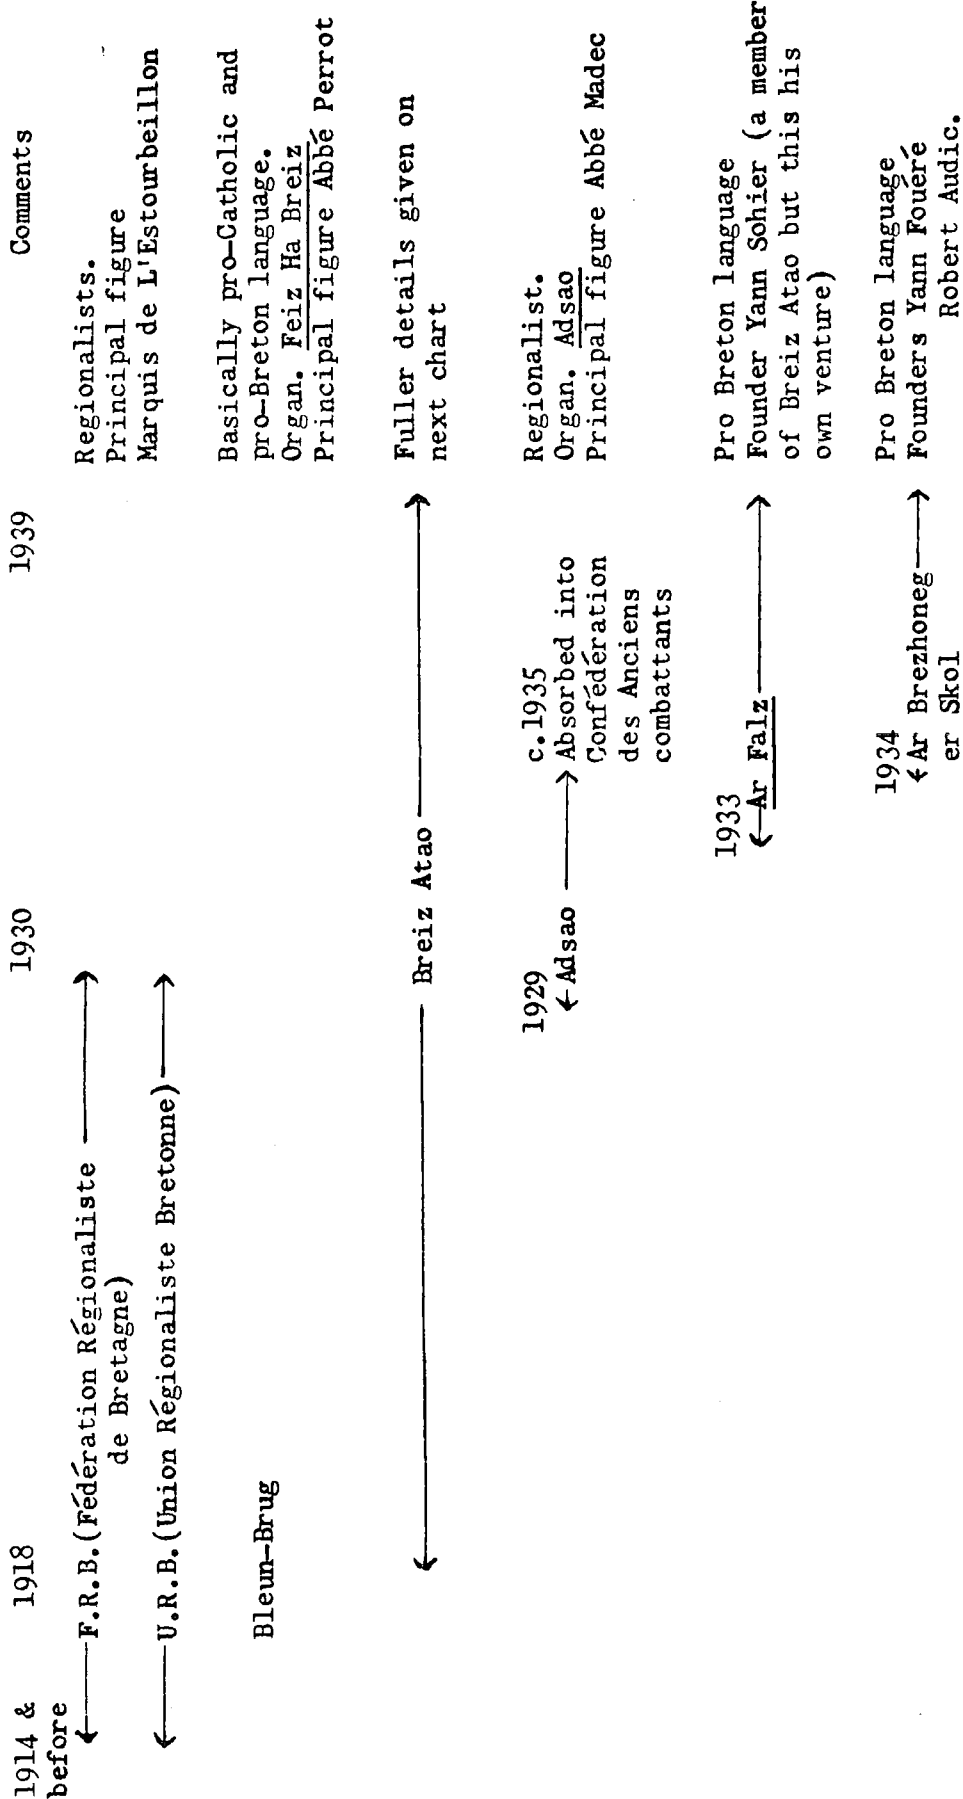 1914 & before 1918 1930 1939 Comments
F.R.B.(Fédération Régionaliste
de Bretagne)
U.R.B.(Union Régionaliste Bretonne)
Regionalists.
Principal figure
Marquis de L'Estourbeillon
Bleun-Brug
Basically pro-Catholic and
pro-Breton language.
Organ. Feiz Ha Breiz
Principal figure Abbé Perrot
Breiz Atao
Fuller details given on
next chart
1929
Adsao
c.1935
Absorbed into
Confédération
des Anciens
combattants
Regionalist.
Organ. Adsao
Principal figure Abbé Madec
1933
Ar Falz
Pro Breton language
Founder Yann Sohier (a member
of Breiz Atao but this his
own venture)
1934
Ar Brezhoneg
er Skol
Pro Breton language
Founders Yann Fouéré
Robert Audic.